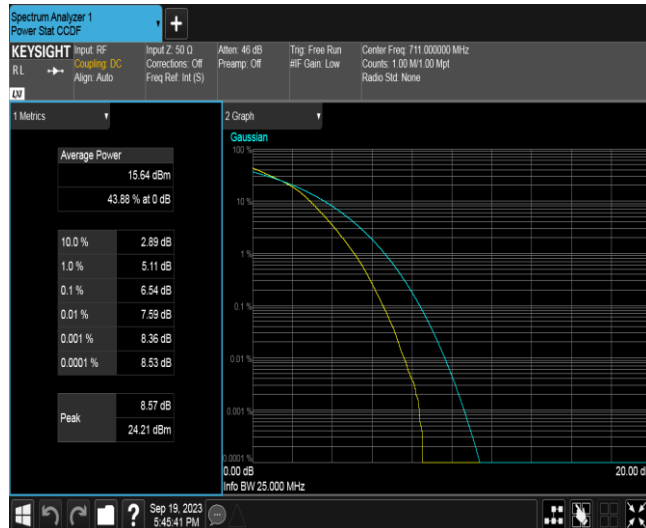 Spectrum Analyzer 1
Power Stat CCDF
KEYSIGHT
R L
LXI
Input: RF
Coupling: DC
Align: Auto
Input Z: 50 Ω
Corrections: Off
Freq Ref: Int (S)
Atten: 46 dB
Preamp: Off
Trig: Free Run
#IF Gain: Low
Center Freq: 711.000000 MHz
Counts: 1.00 M/1.00 Mpt
Radio Std: None
1 Metrics
Average Power
15.64 dBm
43.88 % at 0 dB
10.0 % 2.89 dB
1.0 % 5.11 dB
0.1 % 6.54 dB
0.01 % 7.59 dB
0.001 % 8.36 dB
0.0001 % 8.53 dB
Peak
8.57 dB
24.21 dBm
2 Graph
Gaussian
100 %
10 %
1 %
0.1 %
0.01 %
0.001 %
0.0001 %
0.00 dB
20.00 d
Info BW 25.000 MHz
?
Sep 19, 2023
5:45:41 PM